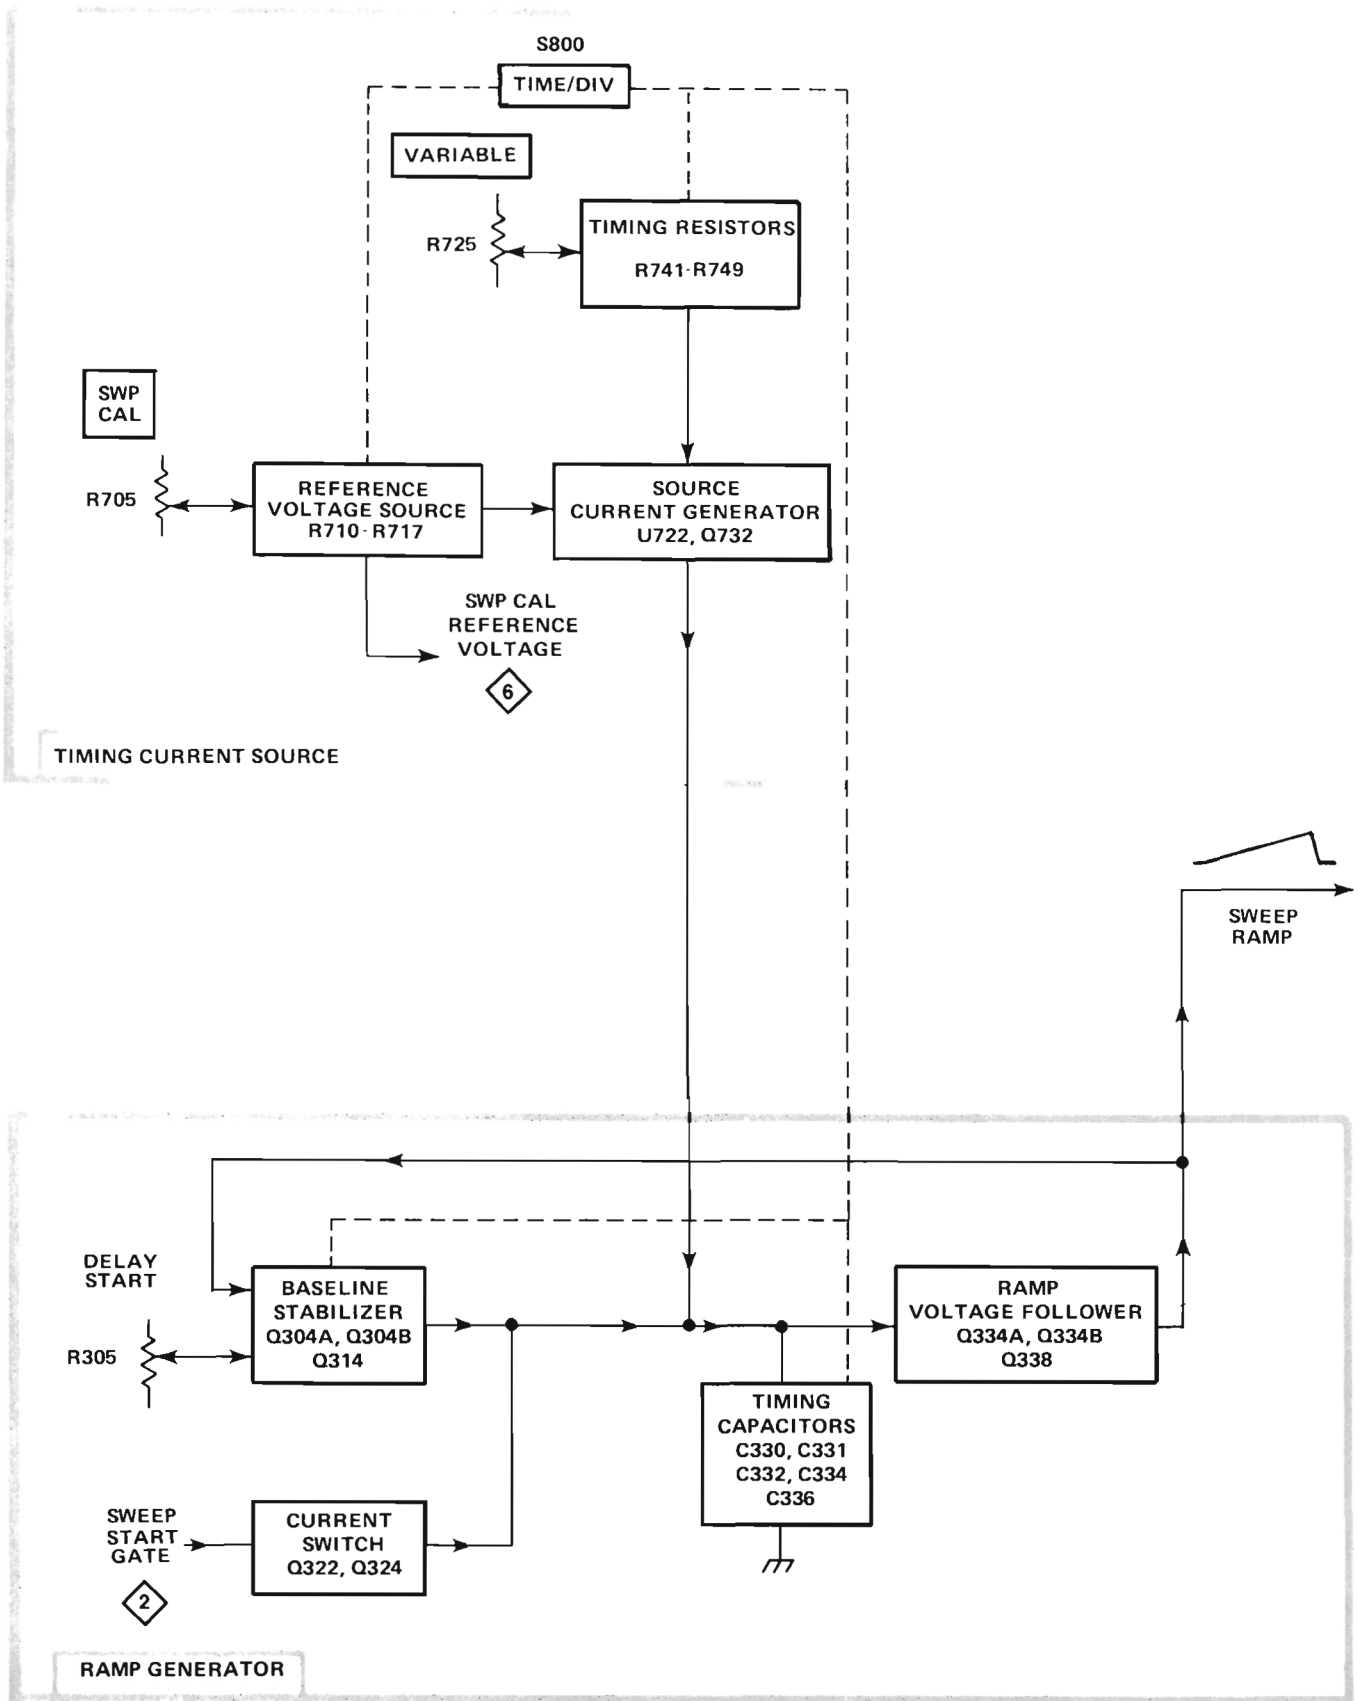 S800
TIME/DIV
VARIABLE
R725
TIMING RESISTORS
R741-R749
SWP
CAL
R705
REFERENCE
VOLTAGE SOURCE
R710-R717
SOURCE
CURRENT GENERATOR
U722, Q732
SWP CAL
REFERENCE
VOLTAGE
6
TIMING CURRENT SOURCE
SWEEP
RAMP
DELAY
START
R305
BASELINE
STABILIZER
Q304A, Q304B
Q314
RAMP
VOLTAGE FOLLOWER
Q334A, Q334B
Q338
TIMING
CAPACITORS
C330, C331
C332, C334
C336
SWEEP
START
GATE
2
CURRENT
SWITCH
Q322, Q324
RAMP GENERATOR